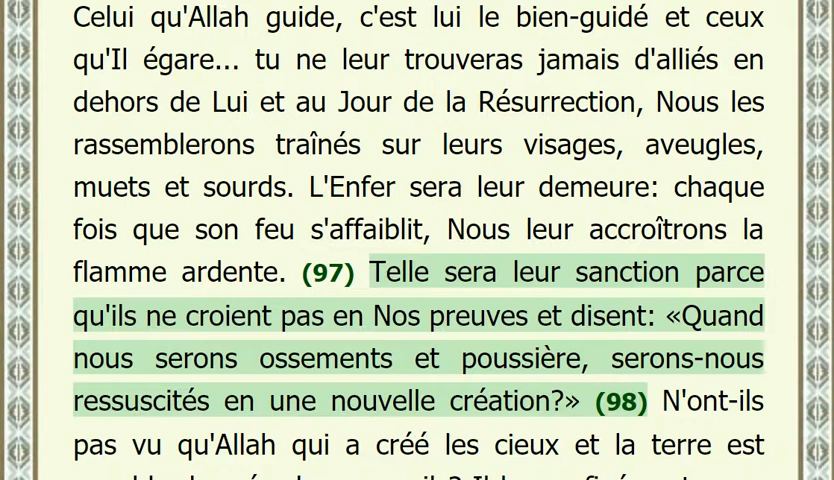 Celui qu'Allah guide, c'est lui le bien-guidé et ceux
qu'Il égare... tu ne leur trouveras jamais d'alliés en
dehors de Lui et au Jour de la Résurrection, Nous les
rassemblerons traînés sur leurs visages, aveugles,
muets et sourds. L'Enfer sera leur demeure: chaque
fois que son feu s'affaiblit, Nous leur accroîtrons la
flamme ardente. (97) Telle sera leur sanction parce
qu'ils ne croient pas en Nos preuves et disent: «Quand
nous serons ossements et poussière, serons-nous
ressuscités en une nouvelle création?» (98) N'ont-ils
pas vu qu'Allah qui a créé les cieux et la terre est